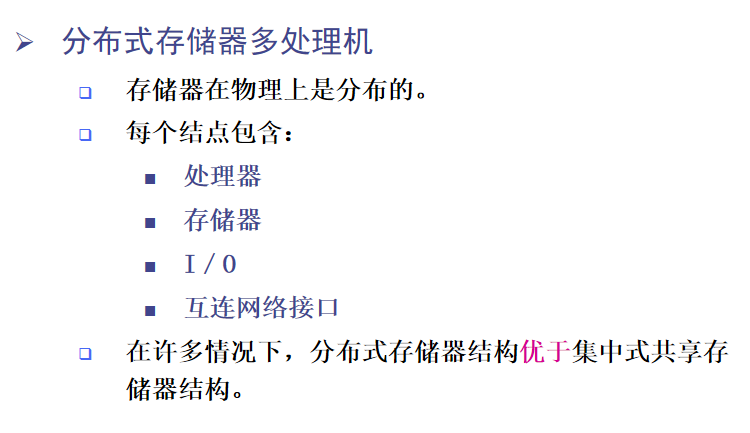 分布式存储器多处理机
存储器在物理上是分布的。
每个结点包含：
处理器
存储器
I／O
互连网络接口
在许多情况下，分布式存储器结构优于集中式共享存
储器结构。